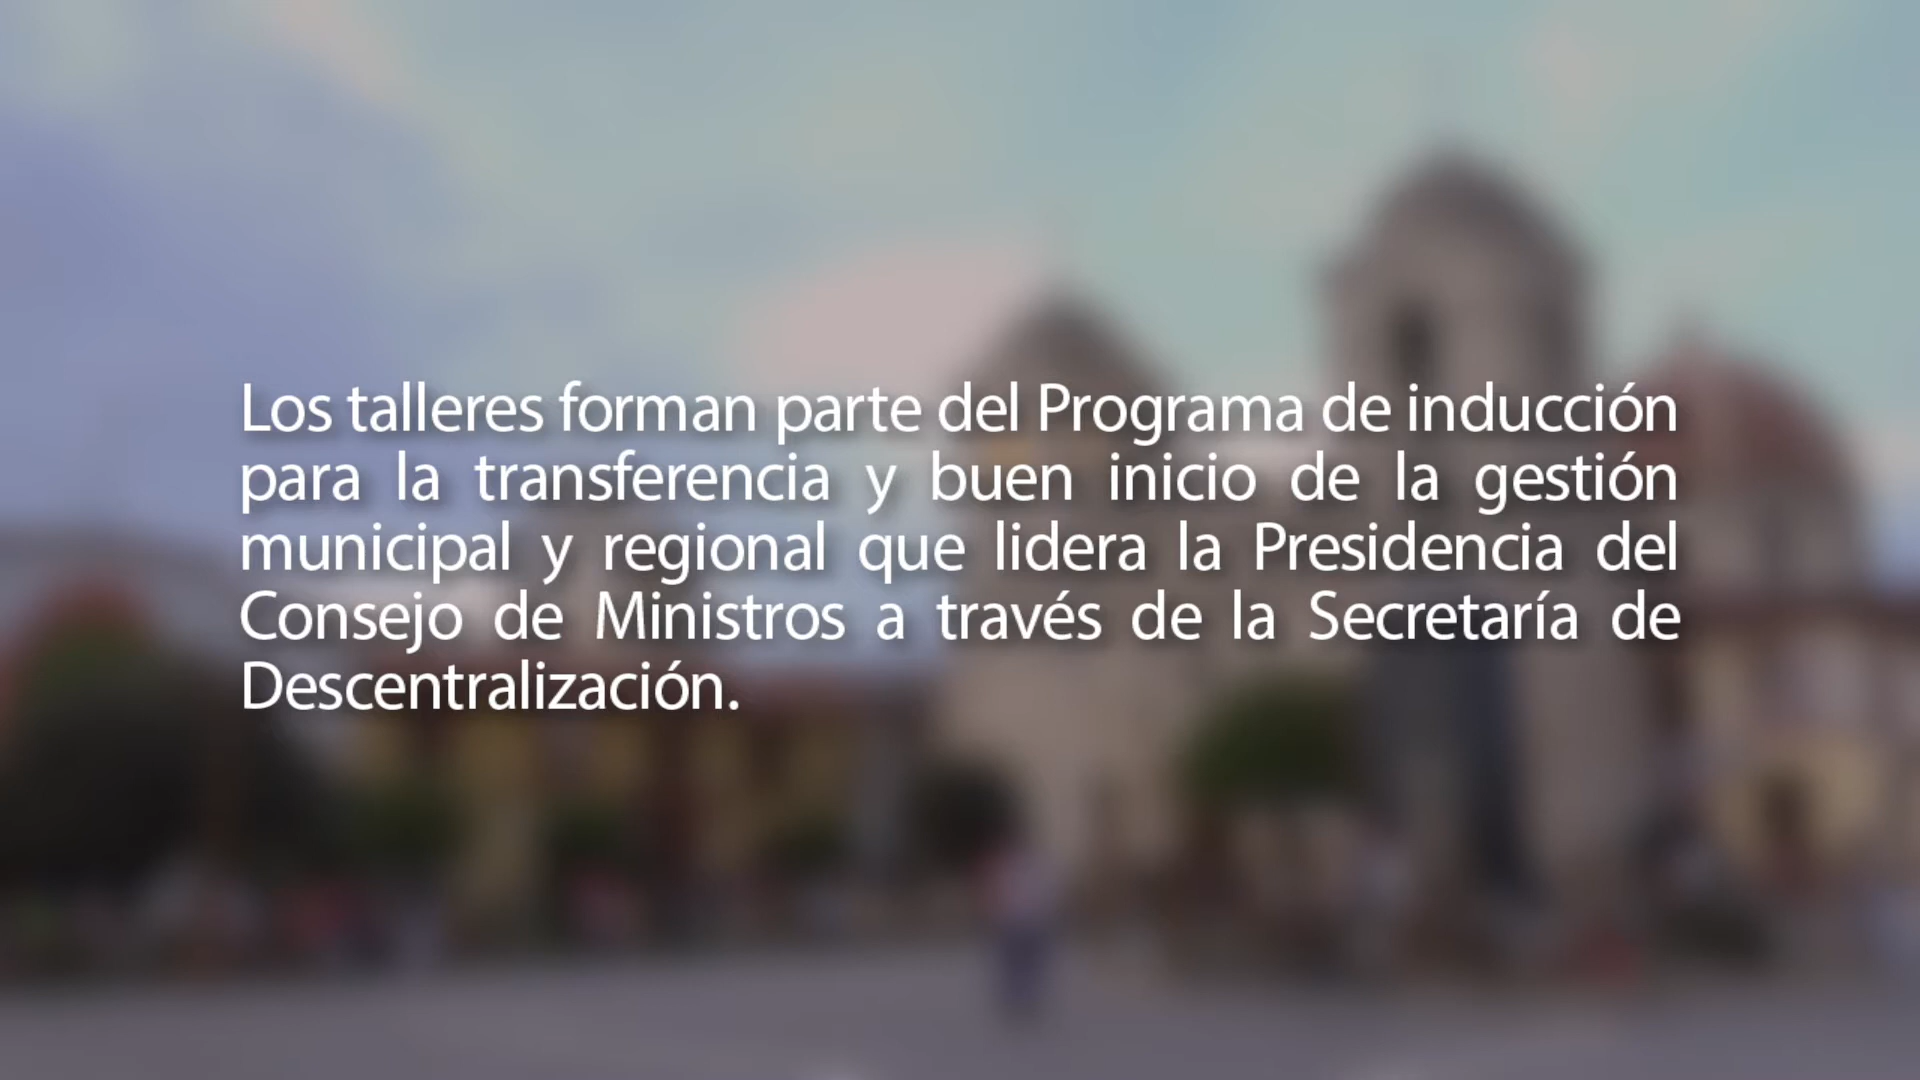 Los talleres forman parte del Programa de inducción
para la transferencia y buen inicio de la gestión
municipal y regional que lidera la Presidencia del
Consejo de Ministros a través de la Secretaría de
Descentralización.